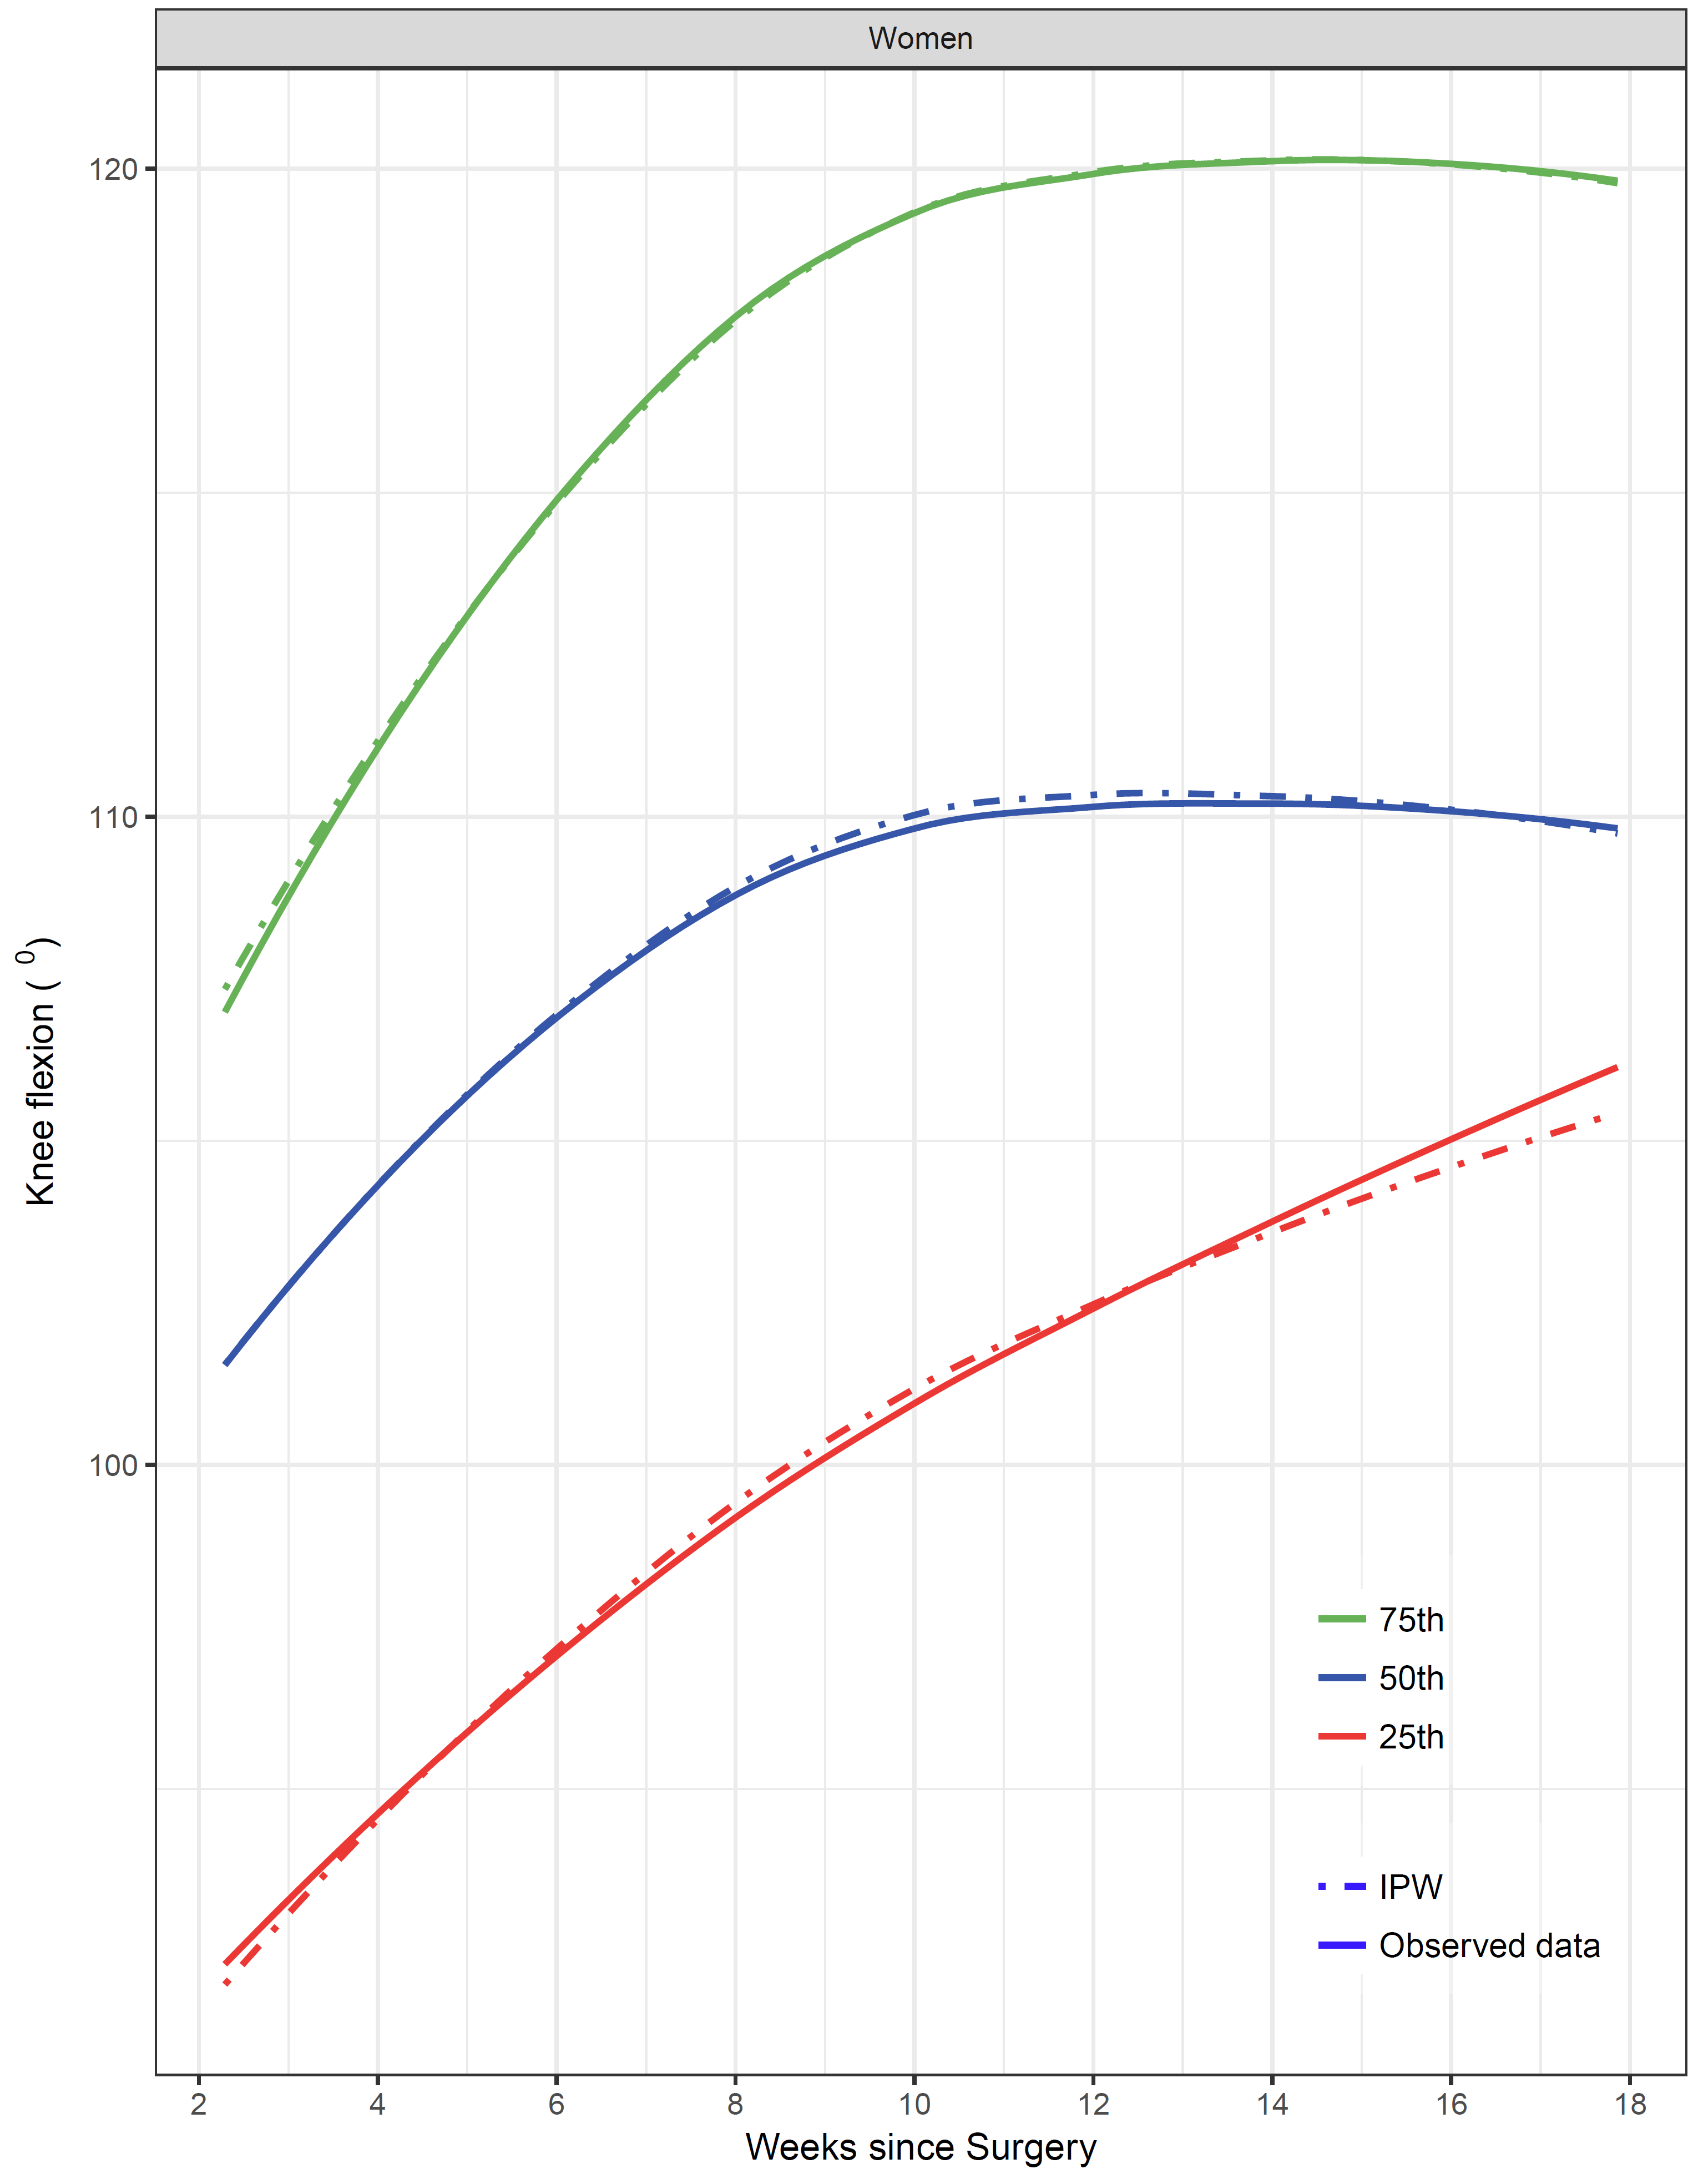 Women
120
110
100
Knee flexion ( 0)
2 4 6 8 10 12 14 16 18
Weeks since Surgery
75th
50th
25th
IPW
Observed data